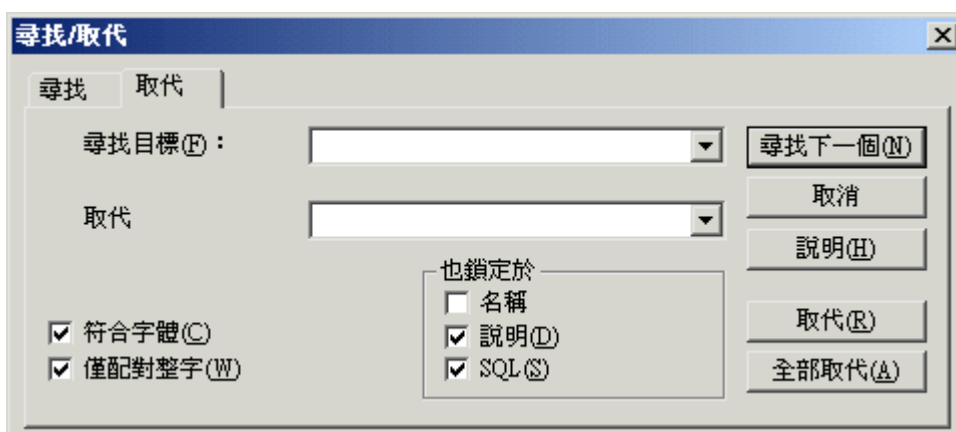 尋找/取代
尋找 取代
尋找目標(F)： 尋找下一個(N)
取消
取代
說明(H)
也鎖定於
名稱
取代(R)
符合字體(C) 說明(D)
僅配對整字(W) SQL(S) 全部取代(A)